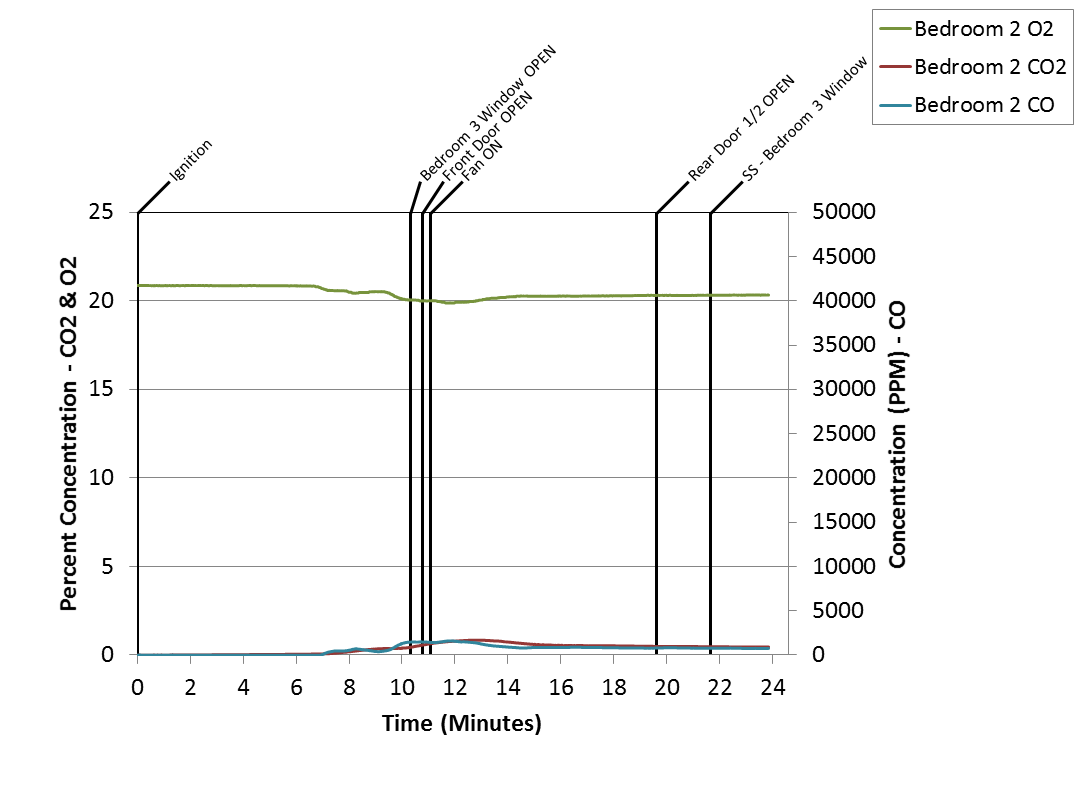 Bedroom 2 O2
Bedroom 2 CO2
Bedroom 2 CO
Ignition
Bedroom 3 Window OPEN
Front Door OPEN
Fan ON
Rear Door 1/2 OPEN
SS - Bedroom 3 Window
25
20
15
10
5
0
Percent Concentration - CO2 & O2
50000
45000
40000
35000
30000
25000
20000
15000
10000
5000
0
Concentration (PPM) - CO
0 2 4 6 8 10 12 14 16 18 20 22 24
Time (Minutes)